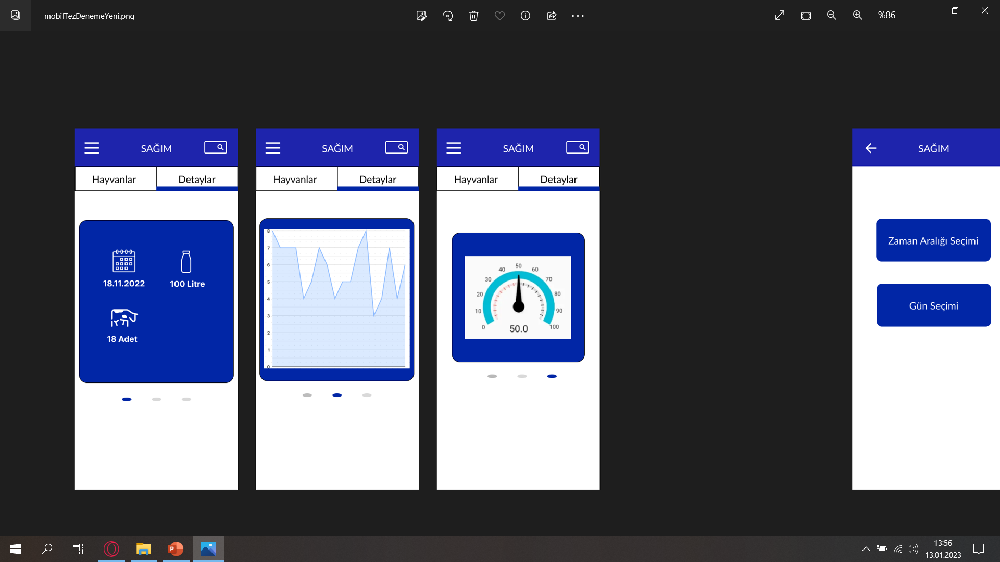 mobilTezDenemeYeni.png
%86
SAĞIM
Hayvanlar
Detaylar
18.11.2022
100 Litre
18 Adet
SAĞIM
Hayvanlar
Detaylar
8
7
6
5
4
3
2
1
0
SAĞIM
Hayvanlar
Detaylar
0
10
20
30
40
50
60
70
80
90
100
50.0
SAĞIM
Zaman Aralığı Seçimi
Gün Seçimi
P
13:56
13.01.2023